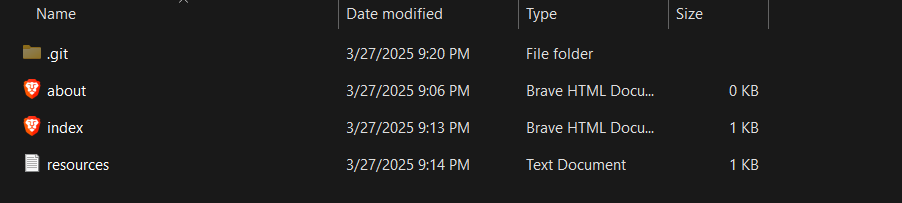 Name Date modified Type Size
.git 3/27/2025 9:20 PM File folder
about 3/27/2025 9:06 PM Brave HTML Docu... 0 KB
index 3/27/2025 9:13 PM Brave HTML Docu... 1 KB
resources 3/27/2025 9:14 PM Text Document 1 KB